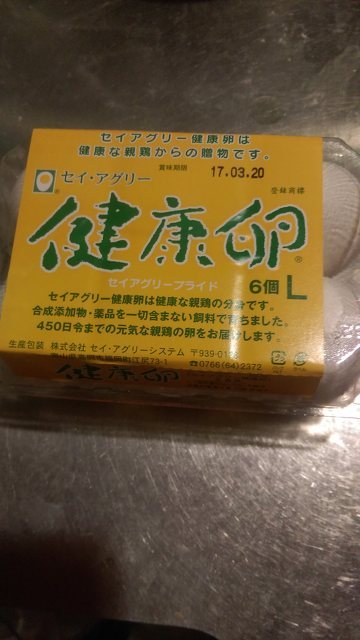 セイアグリー健康卵は
健康な親鶏からの贈物です。
賞味期限 17.03.20
セイ・アグリー
登録商標
健康卵®
セイアグリープライド
6個 L
セイアグリー健康卵は健康な親鶏の分身です。
合成添加物・薬品を一切含まない飼料で育ちました。
450日令までの元気な親鶏の卵をお届けします。
生産包装 株式会社 セイ・アグリーシステム 〒939-01
江尻73-1 ☎0766(64)2372
健康卵